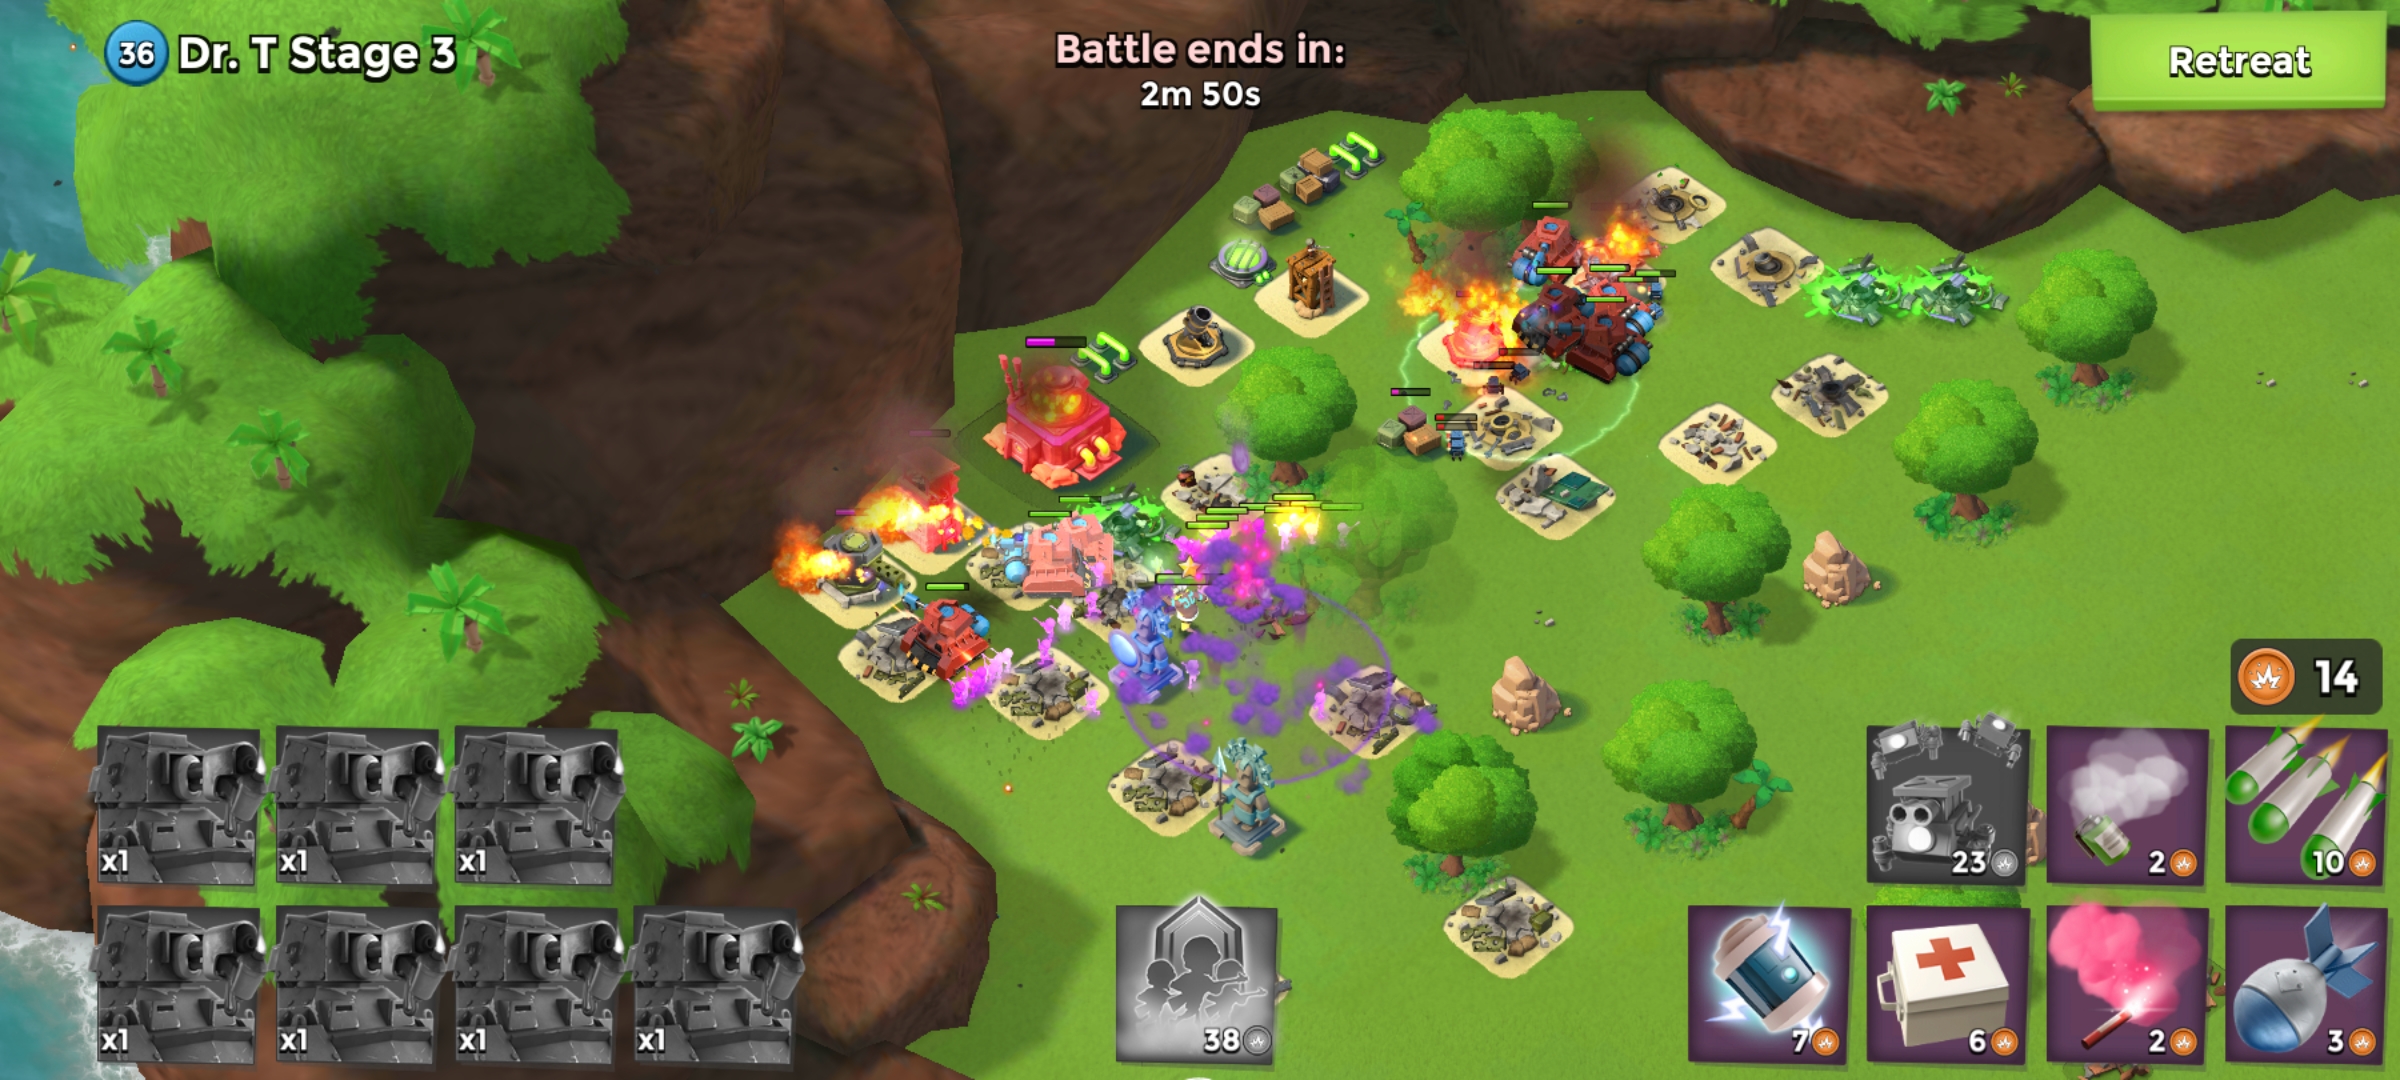 36 Dr. T Stage 3
Battle ends in:
2m 50s
Retreat
14
x1 x1 x1
23 2 10
x1 x1 x1 x1
38
7 6 2 3